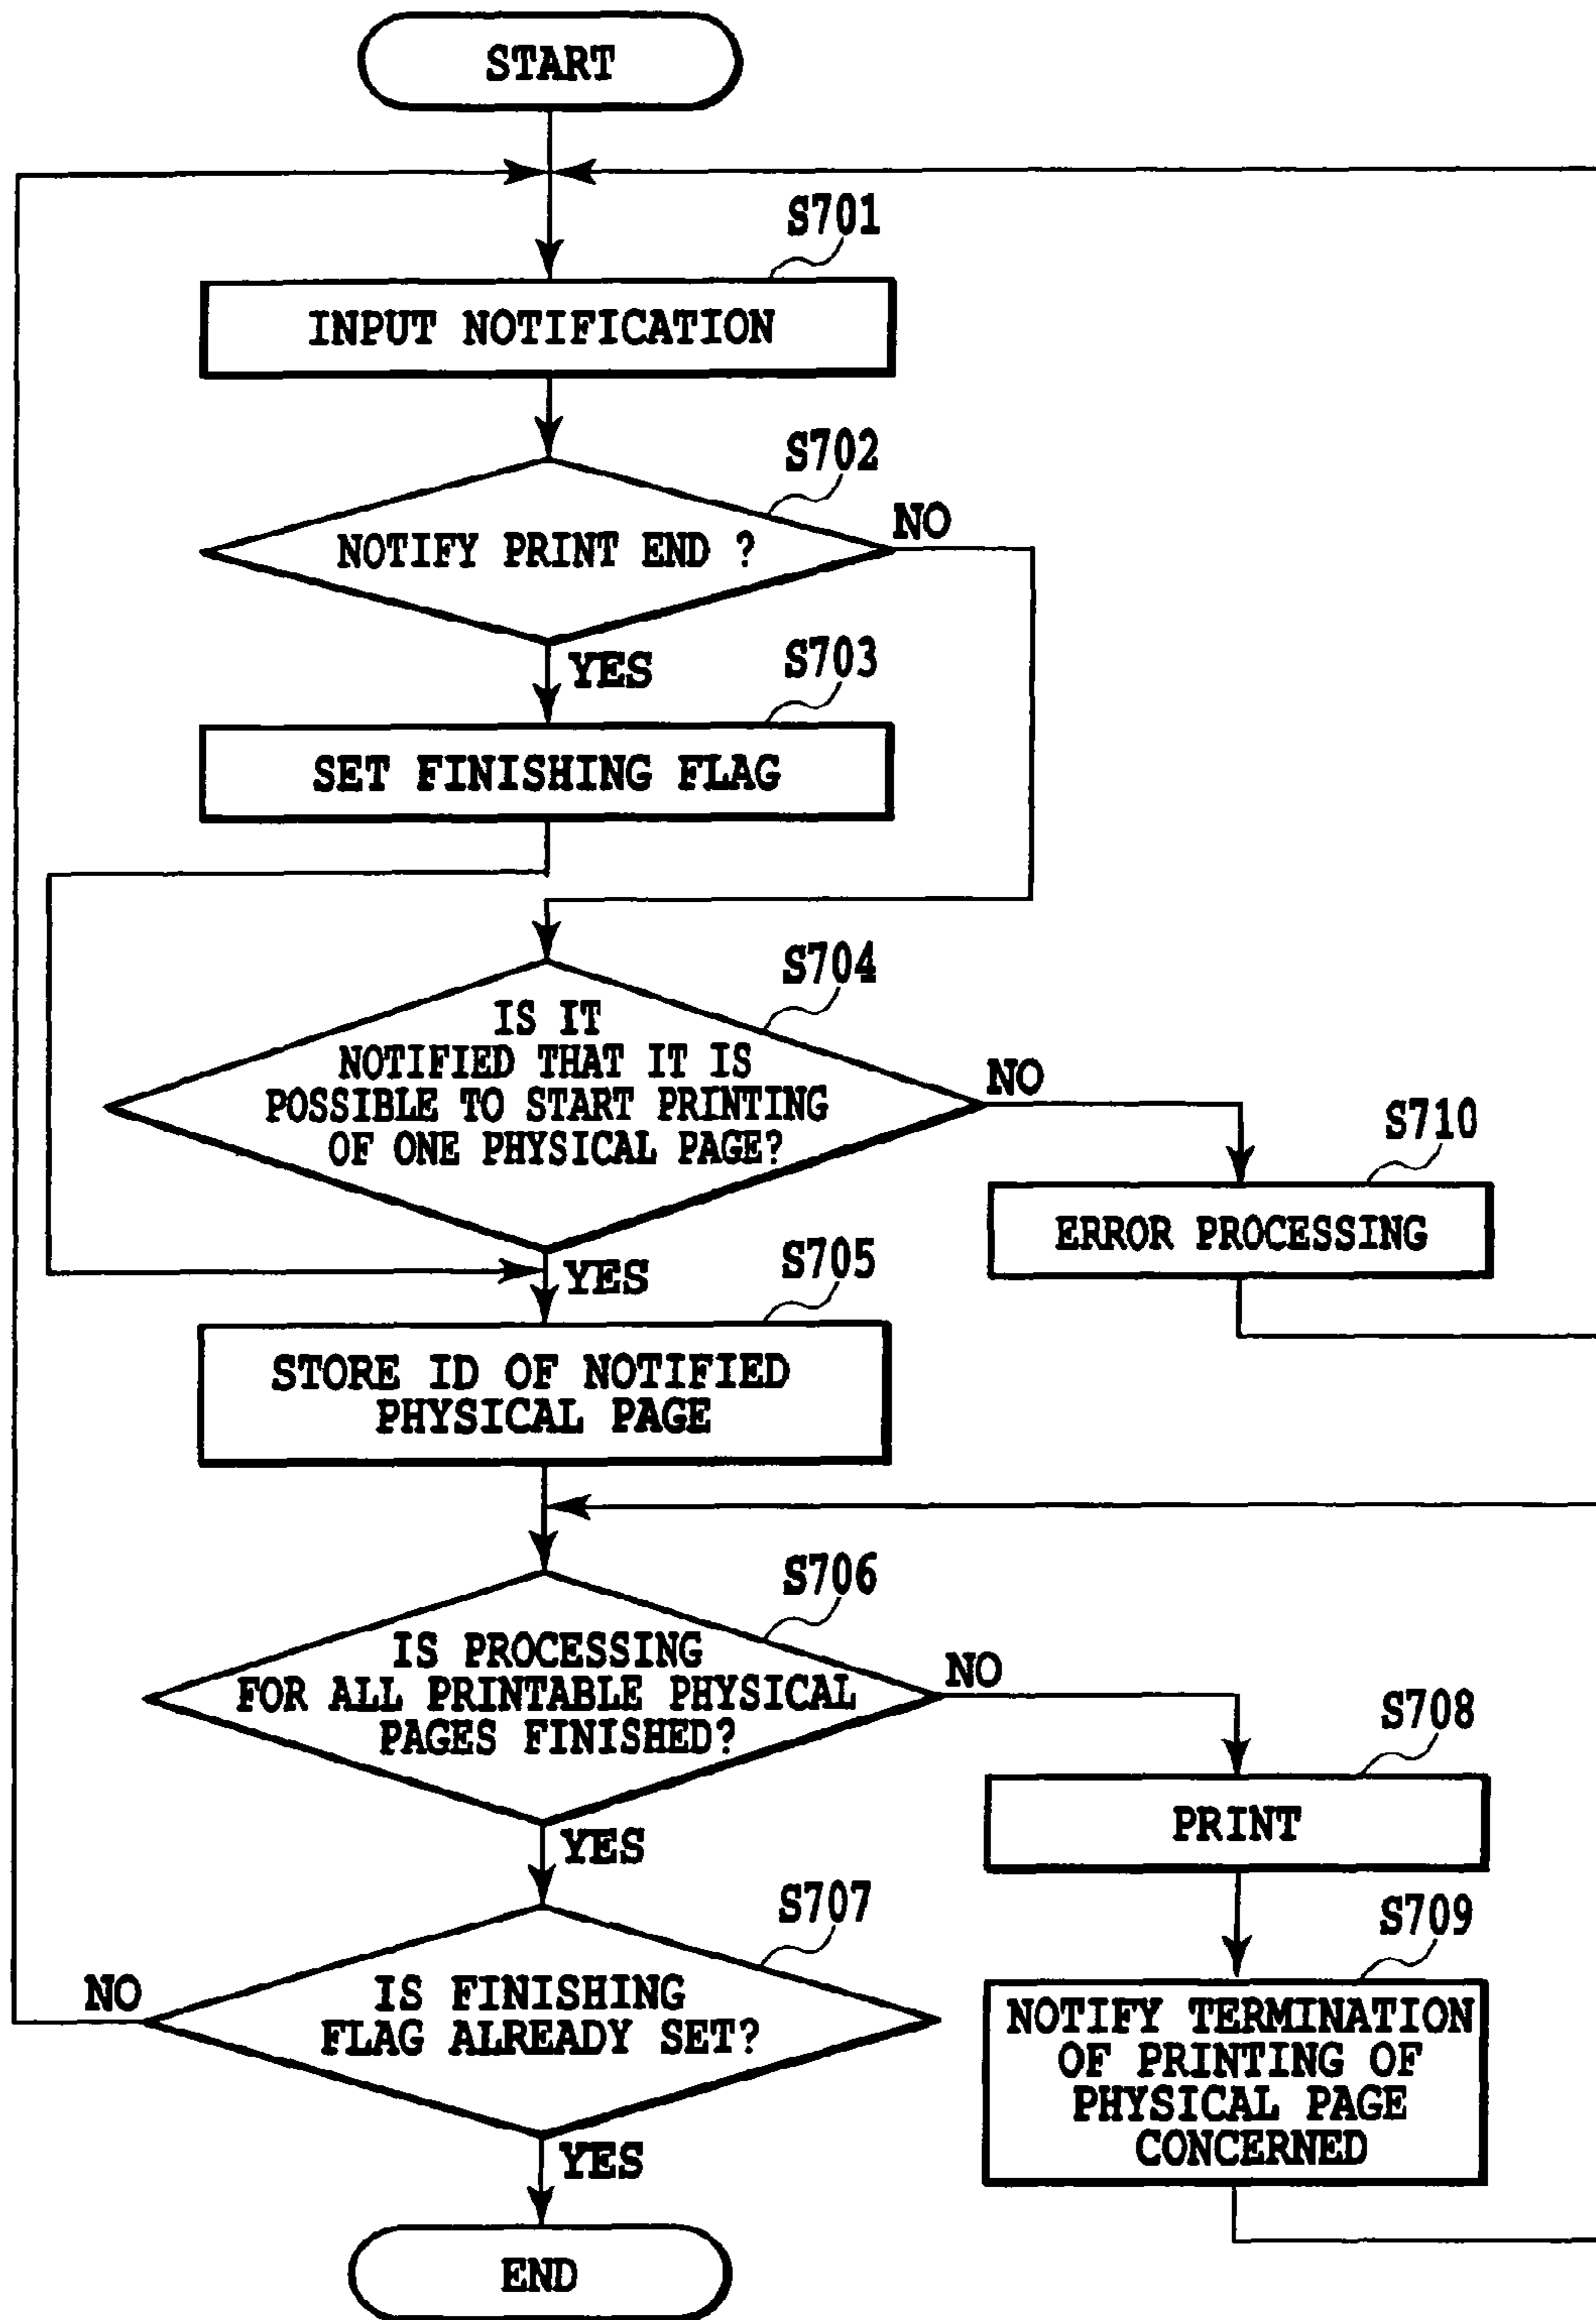 START
S701
INPUT NOTIFICATION
S702
NOTIFY PRINT END ?
NO
YES
S703
SET FINISHING FLAG
S704
IS IT
NOTIFIED THAT IT IS
POSSIBLE TO START PRINTING
OF ONE PHYSICAL PAGE?
NO
S710
ERROR PROCESSING
YES
S705
STORE ID OF NOTIFIED
PHYSICAL PAGE
S706
IS PROCESSING
FOR ALL PRINTABLE PHYSICAL
PAGES FINISHED?
NO
S708
PRINT
YES
S707
IS FINISHING
FLAG ALREADY SET?
NO
S709
NOTIFY TERMINATION
OF PRINTING OF
PHYSICAL PAGE
CONCERNED
YES
END